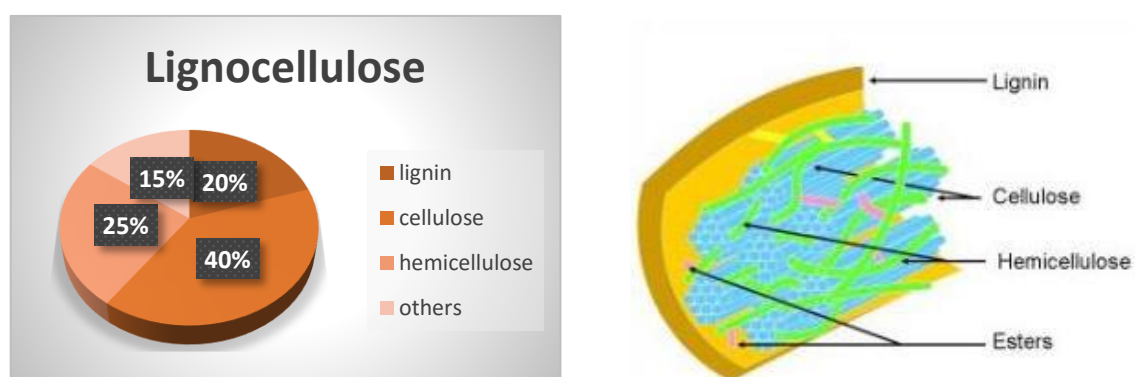 Lignocellulose
15%
20%
25%
40%
lignin
cellulose
hemicellulose
others
Lignin
Cellulose
Hemicellulose
Esters